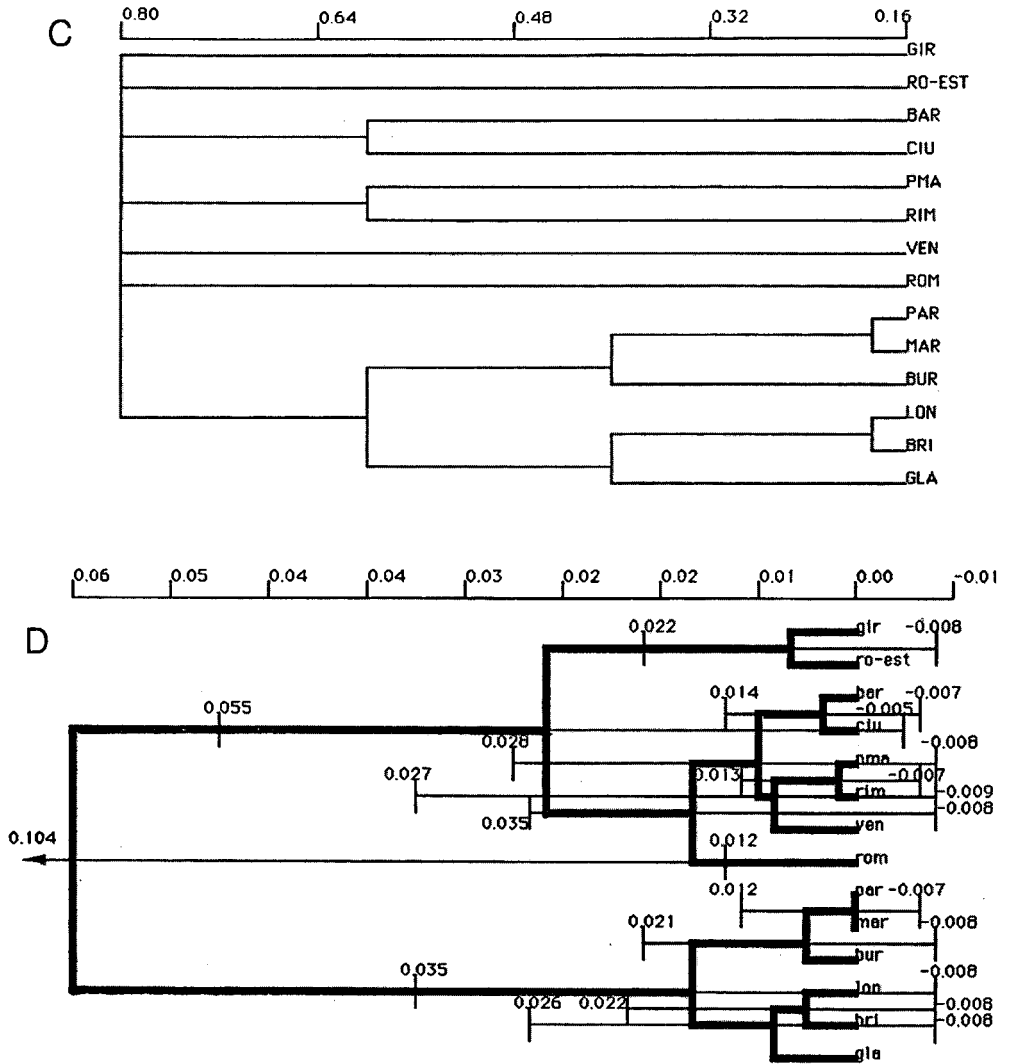 C
0.80 0.64 0.48 0.32 0.16
GIR
RO-EST
BAR
CIU
PMA
RIM
VEN
ROM
PAR
MAR
BUR
LON
BRI
GLA
0.06 0.05 0.04 0.04 0.03 0.02 0.02 0.01 0.00 -0.01
D
0.022 gir -0.008
ro-est
0.014 bar -0.007
0.055 -0.005
ciu
0.028 -0.008
pma
0.027 0.013 -0.007
rim -0.009
-0.008
0.035 ven
0.104 0.012
rom
0.012 par -0.007
0.021 mar -0.008
bur
0.035 -0.008
lon
0.026 0.022 -0.008
bri -0.008
gla